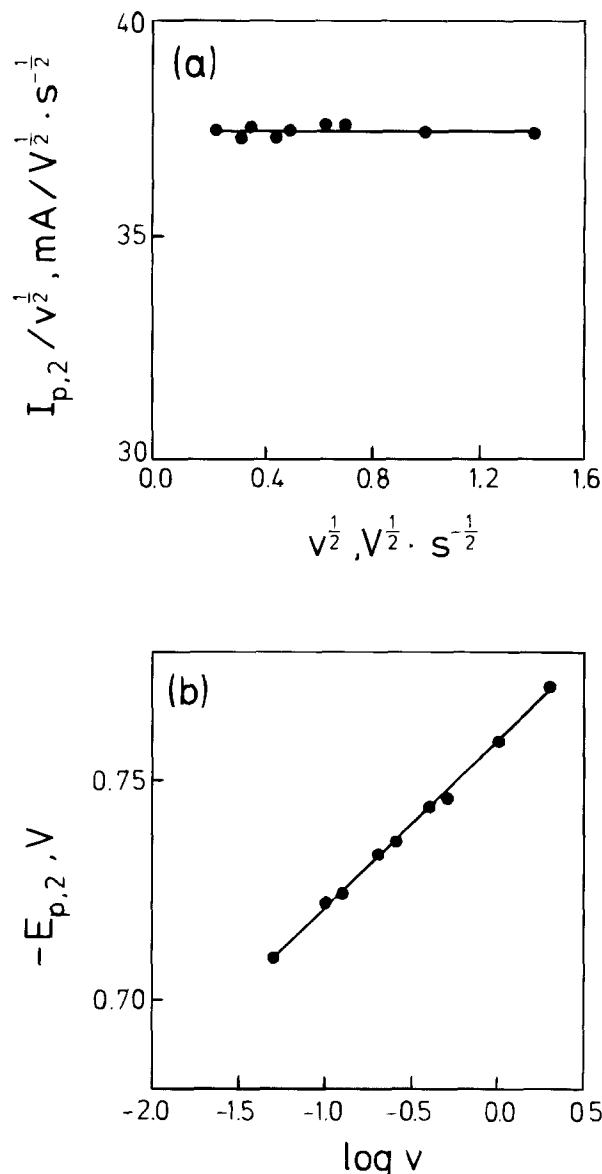 (a)
40
35
30
I_{p,2}/v^{1/2}, mA/V^{1/2}·s^{-1/2}
0.0 0.4 0.8 1.2 1.6
v^{1/2}, V^{1/2}·s^{-1/2}
(b)
0.75
0.70
-E_{p,2}, V
-2.0 -1.5 -1.0 -0.5 0.0 0.5
log v